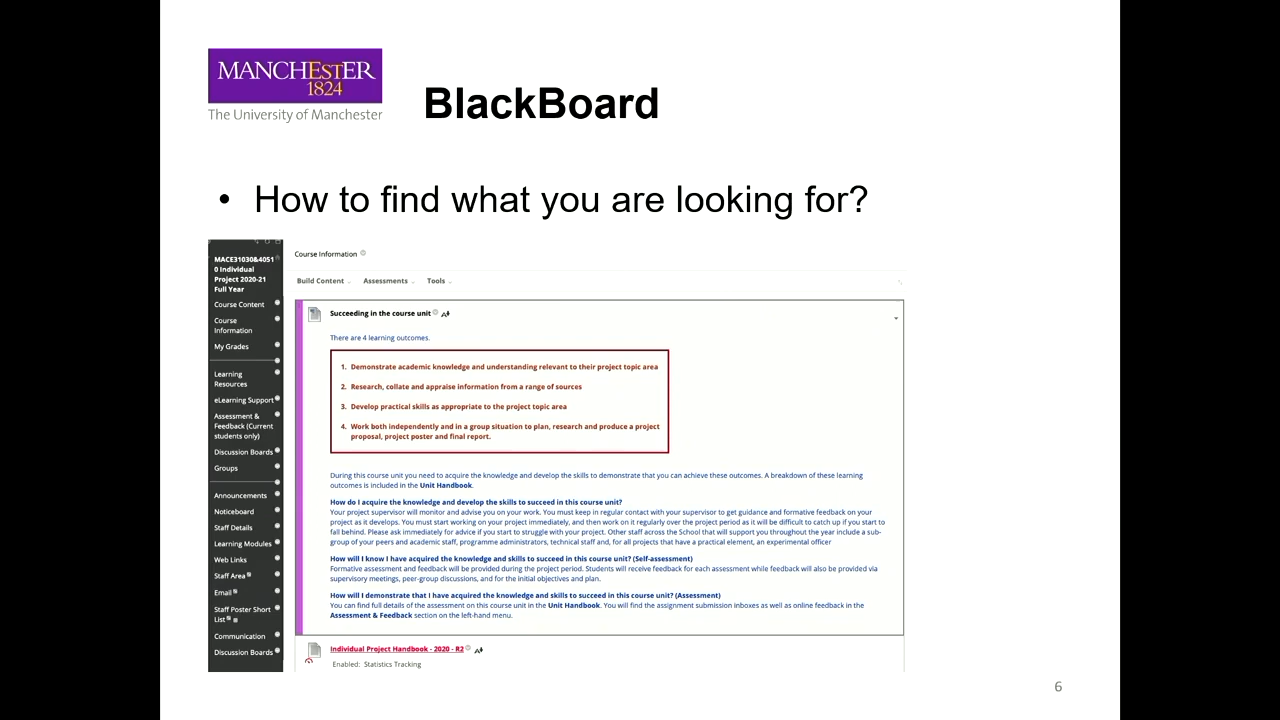 MANCHESTER
1824
The University of Manchester
BlackBoard
• How to find what you are looking for?
MACE31030&4051
0 Individual
Project 2020-21
Full Year
Course Content
Course
Information
My Grades
Learning
Resources
eLearning Support
Assessment &
Feedback (Current
students only)
Discussion Boards
Groups
Announcements
Noticeboard
Staff Details
Learning Modules
Web Links
Staff Area
Email
Staff Poster Short
List
Communication
Discussion Boards
Course Information
Build Content
Assessments
Tools
Succeeding in the course unit
There are 4 learning outcomes.
1. Demonstrate academic knowledge and understanding relevant to their project topic area
2. Research, collate and appraise information from a range of sources
3. Develop practical skills as appropriate to the project topic area
4. Work both independently and in a group situation to plan, research and produce a project
proposal, project poster and final report.
During this course unit you need to acquire the knowledge and develop the skills to demonstrate that you can achieve these outcomes. A breakdown of these learning
outcomes is included in the Unit Handbook.
How do I acquire the knowledge and develop the skills to succeed in this course unit?
Your project supervisor will monitor and advise you on your work. You must keep in regular contact with your supervisor to get guidance and formative feedback on your
project as it develops. You must start working on your project immediately, and then work on it regularly over the project period as it will be difficult to catch up if you start to
fall behind. Please ask immediately for advice if you start to struggle with your project. Other staff across the School that will support you throughout the year include a sub-
group of your peers and academic staff, programme administrators, technical staff and, for all projects that have a practical element, an experimental officer
How will I know I have acquired the knowledge and skills to succeed in this course unit? (Self-assessment)
Formative assessment and feedback will be provided during the project period. Students will receive feedback for each assessment while feedback will also be provided via
supervisory meetings, peer-group discussions, and for the initial objectives and plan.
How will I demonstrate that I have acquired the knowledge and skills to succeed in this course unit? (Assessment)
You can find full details of the assessment on this course unit in the Unit Handbook. You will find the assignment submission inboxes as well as online feedback in the
Assessment & Feedback section on the left-hand menu.
Individual Project Handbook - 2020 - R2
Enabled: Statistics Tracking
6